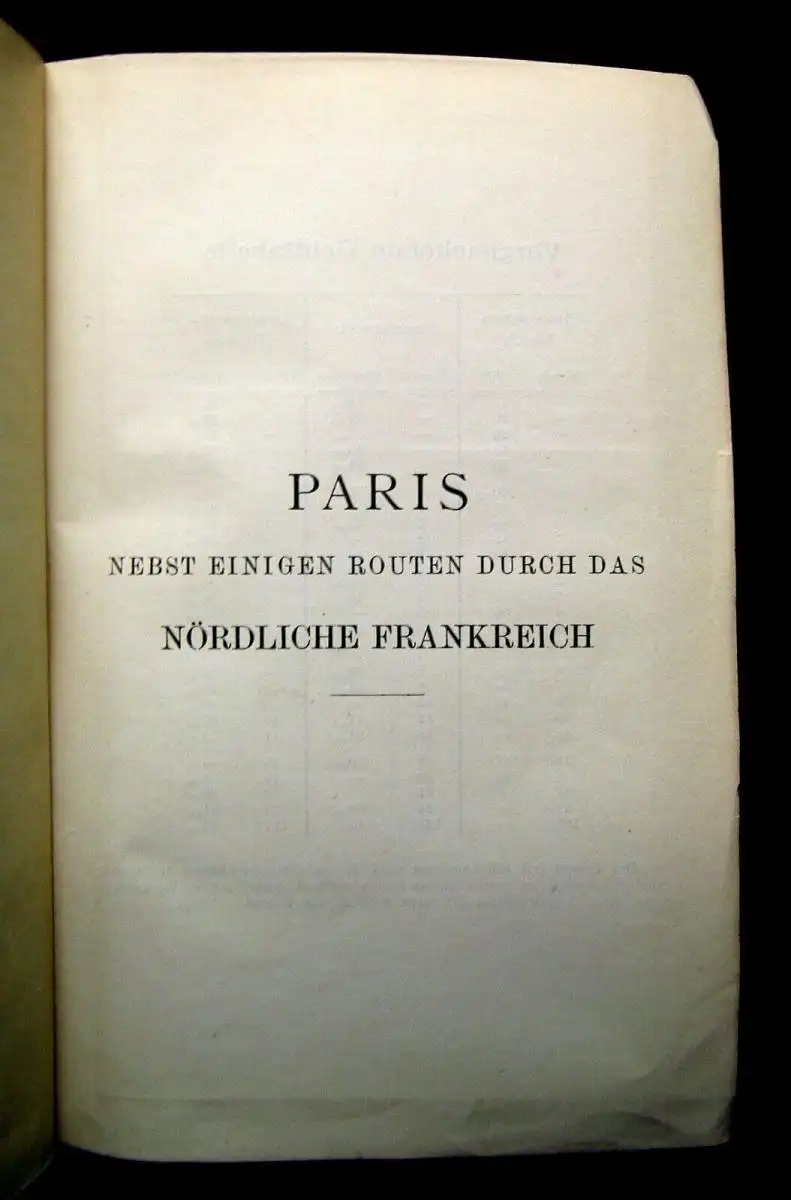 PARIS
NEBST EINIGEN ROUTEN DURCH DAS
NÖRDLICHE FRANKREICH